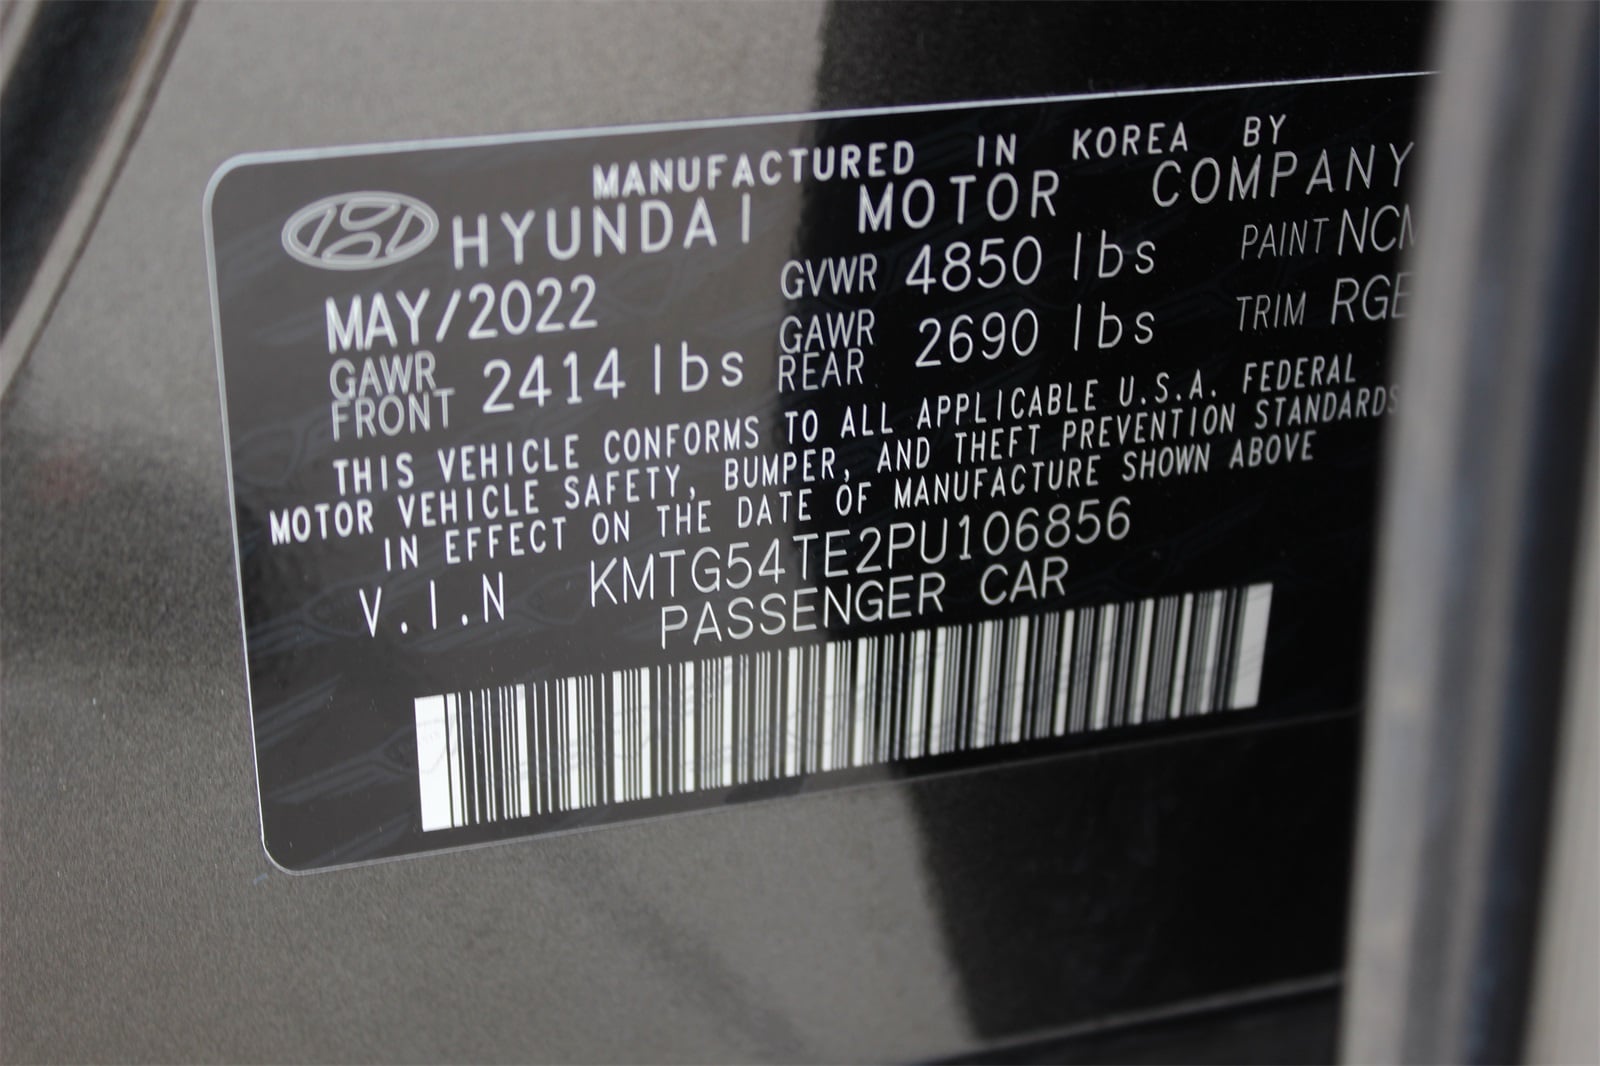 MANUFACTURED IN KOREA BY
HYUNDAI MOTOR COMPANY
MAY/2022 GVWR 4850 lbs PAINT
GAWR FRONT 2414 lbs GAWR REAR 2690 lbs TRIM
THIS VEHICLE CONFORMS TO ALL APPLICABLE U.S.A. FEDERAL
MOTOR VEHICLE SAFETY, BUMPER, AND THEFT PREVENTION STANDARDS
IN EFFECT ON THE DATE OF MANUFACTURE SHOWN ABOVE
V.I.N KMTG54TE2PU106856
PASSENGER CAR